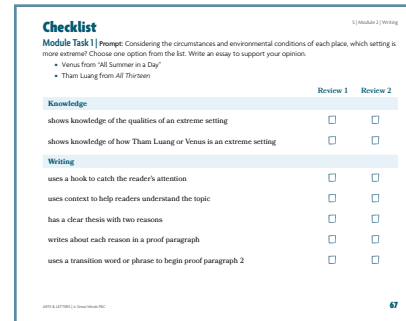 Checklist
5 | Module 2 | Writing
Module Task 1 | Prompt: Considering the circumstances and environmental conditions of each place, which setting is
more extreme? Choose one option from the list. Write an essay to support your opinion.
• Venus from "All Summer in a Day"
• Tham Luang from All Thirteen
Review 1 Review 2
Knowledge
shows knowledge of the qualities of an extreme setting
shows knowledge of how Tham Luang or Venus is an extreme setting
Writing
uses a hook to catch the reader's attention
uses context to help readers understand the topic
has a clear thesis with two reasons
writes about each reason in a proof paragraph
uses a transition word or phrase to begin proof paragraph 2
ARTS & LETTERS | © Great Minds PBC
67